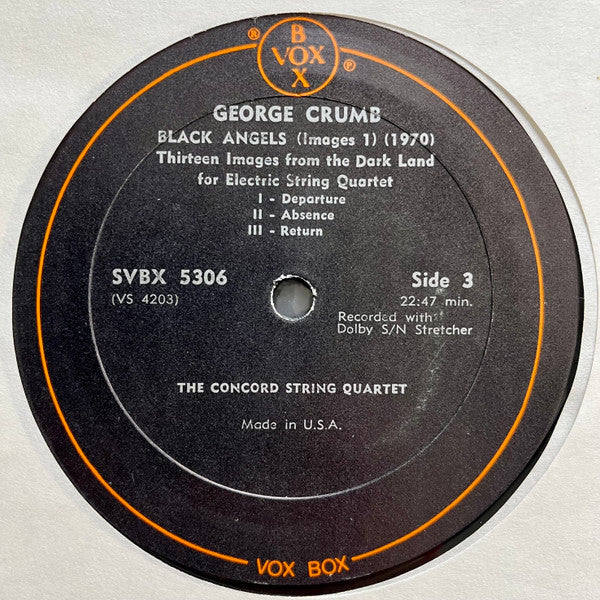 BOX
VOX
® ℗
GEORGE CRUMB
BLACK ANGELS (Images 1) (1970)
Thirteen Images from the Dark Land
for Electric String Quartet
I - Departure
II - Absence
III - Return
SVBX 5306 Side 3
(VS 4203) 22:47 min.
Recorded with
Dolby S/N Stretcher
THE CONCORD STRING QUARTET
Made in U.S.A.
VOX BOX